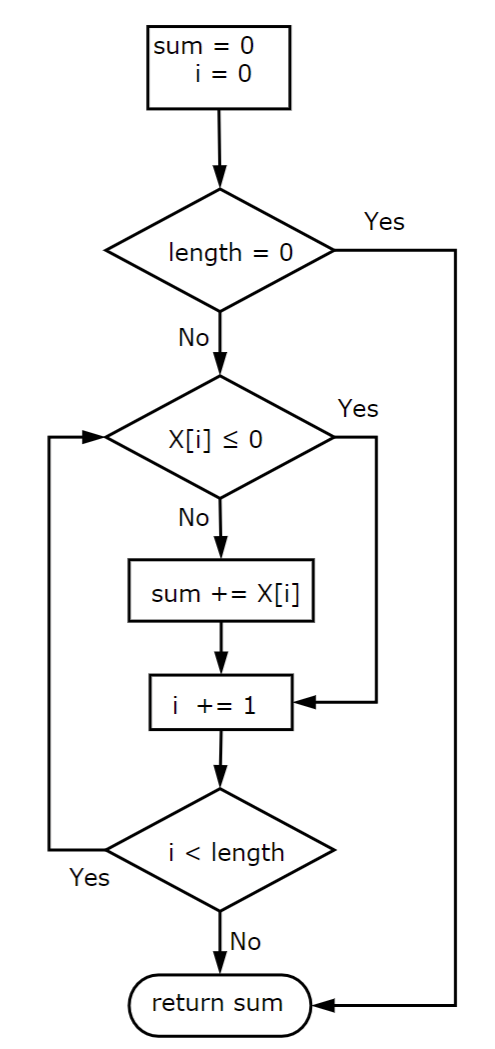 sum = 0
i = 0
Yes
length = 0
No
Yes
X[i] ≤ 0
No
sum += X[i]
i += 1
i < length
Yes
No
return sum